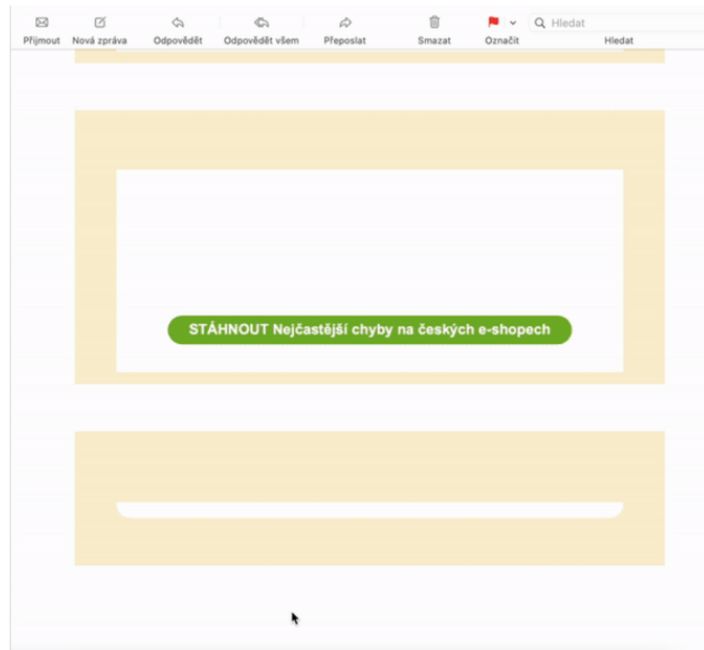 Přijmout Nová zpráva Odpovědět Odpovědět všem Přeposlat Smazat Označit Hledat
Hledat
STÁHNOUT Nejčastější chyby na českých e-shopech